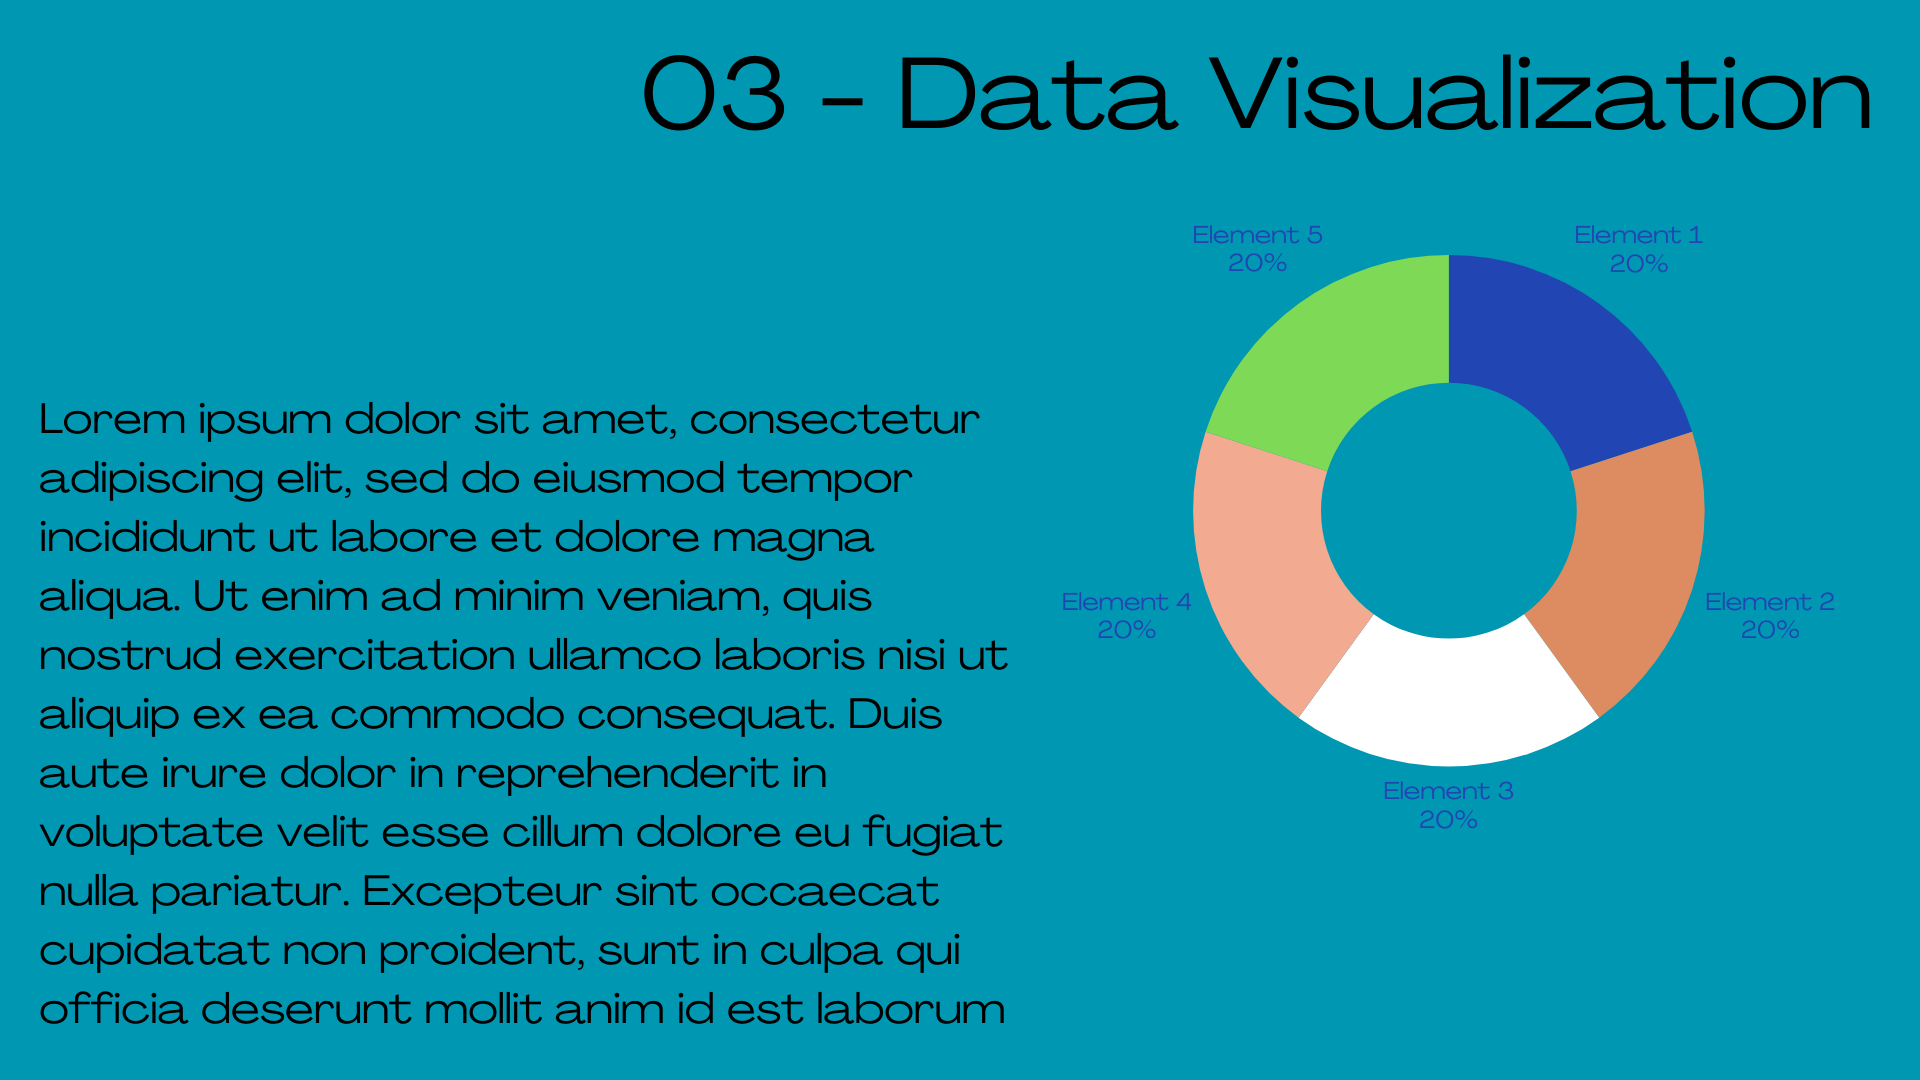 03 - Data Visualization
Lorem ipsum dolor sit amet, consectetur
adipiscing elit, sed do eiusmod tempor
incididunt ut labore et dolore magna
aliqua. Ut enim ad minim veniam, quis
nostrud exercitation ullamco laboris nisi ut
aliquip ex ea commodo consequat. Duis
aute irure dolor in reprehenderit in
voluptate velit esse cillum dolore eu fugiat
nulla pariatur. Excepteur sint occaecat
cupidatat non proident, sunt in culpa qui
officia deserunt mollit anim id est laborum
Element 5
20%
Element 1
20%
Element 4
20%
Element 2
20%
Element 3
20%